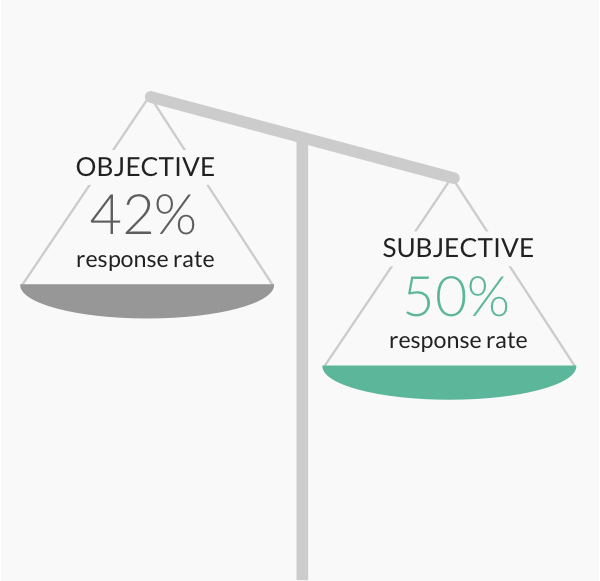 OBJECTIVE
42%
response rate
SUBJECTIVE
50%
response rate